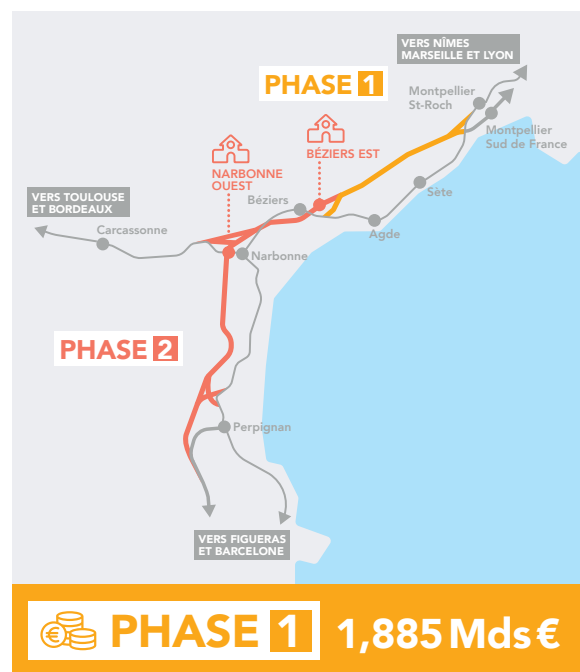 VERS NÎMES
MARSEILLE ET LYON
PHASE 1
Montpellier
St-Roch
Montpellier
Sud de France
BÉZIERS EST
NARBONNE
OUEST
Sète
VERS TOULOUSE
ET BORDEAUX
Béziers
Carcassonne
Agde
Narbonne
PHASE 2
Perpignan
VERS FIGUERAS
ET BARCELONE
€ PHASE 1 1,885 Mds €